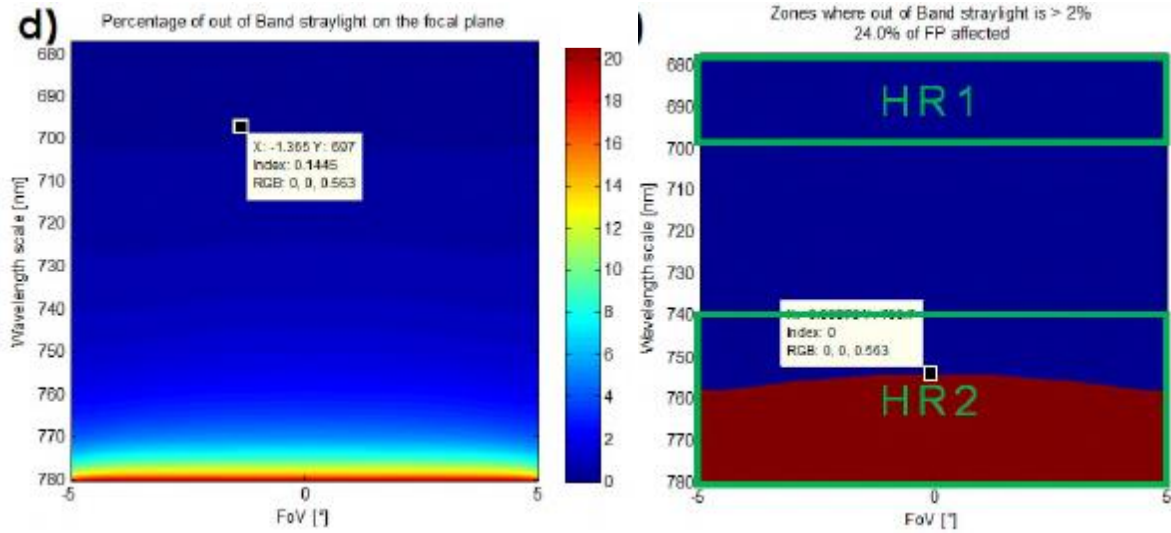 d)
Percentage of out of Band straylight on the focal plane
680
690
700
710
720
730
740
750
760
770
780
Wavelength scale [nm]
-5
0
5
FoV [°]
X: -1.365 Y: 697
Index: 0.1445
RGB: 0, 0, 0.563
20
18
16
14
12
10
8
6
4
2
0
)
Zones where out of Band straylight is > 2%
24.0% of FP affected
680
690
700
710
720
730
740
750
760
770
780
Wavelength scale [nm]
-5
0
5
FoV [°]
HR1
Index: 0
RGB: 0, 0, 0.563
HR2